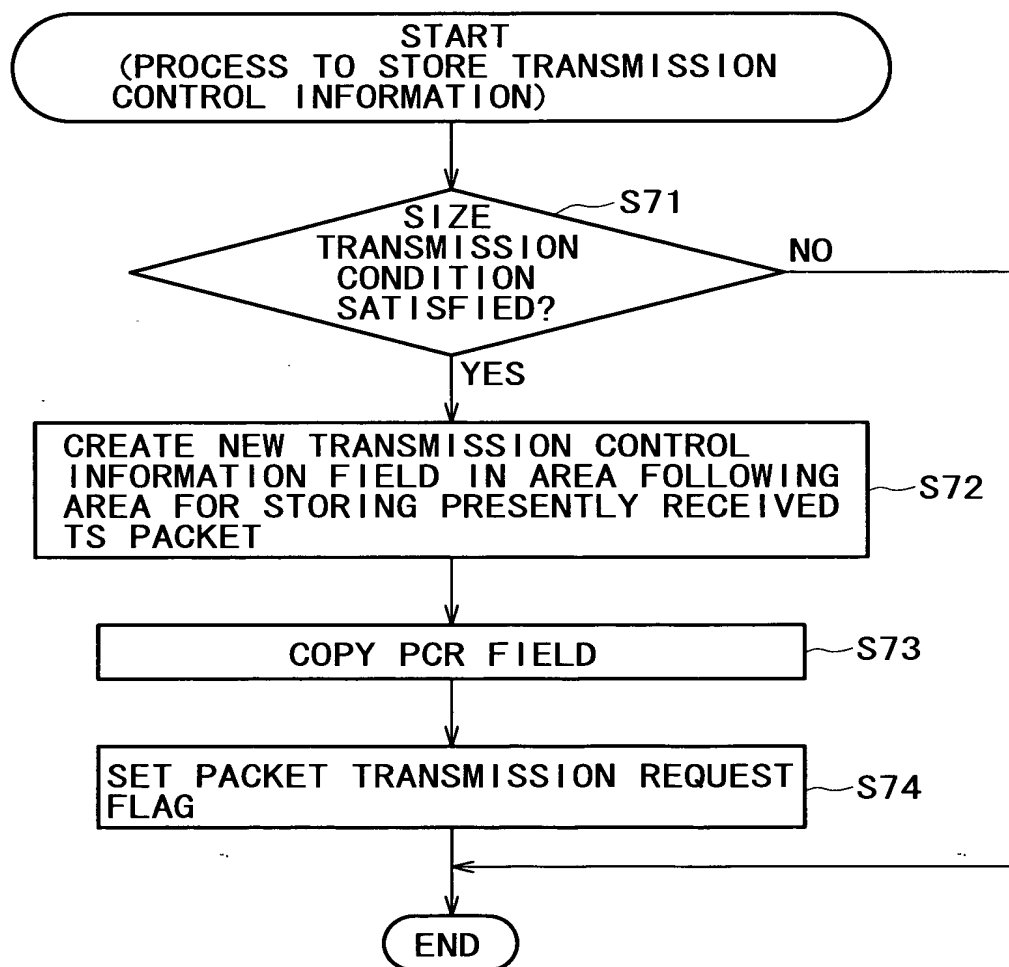 START
(PROCESS TO STORE TRANSMISSION
CONTROL INFORMATION)
S71
SIZE
TRANSMISSION
CONDITION
SATISFIED?
NO
YES
CREATE NEW TRANSMISSION CONTROL
INFORMATION FIELD IN AREA FOLLOWING
AREA FOR STORING PRESENTLY RECEIVED
TS PACKET
S72
COPY PCR FIELD
S73
SET PACKET TRANSMISSION REQUEST
FLAG
S74
END